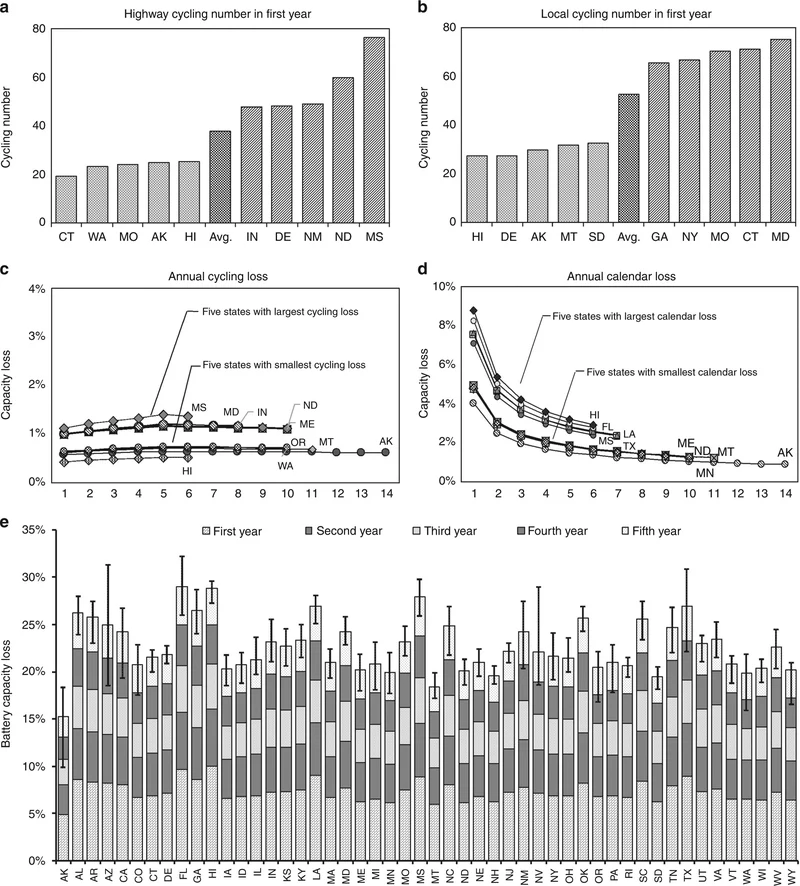 a
Highway cycling number in first year
Cycling number
80
60
40
20
0
CT WA MO AK HI Avg. IN DE NM ND MS
b
Local cycling number in first year
Cycling number
80
60
40
20
0
HI DE AK MT SD Avg. GA NY MO CT MD
c
Annual cycling loss
Capacity loss
4%
3%
2%
1%
0%
Five states with largest cycling loss
Five states with smallest cycling loss
MS MD IN ND
ME
OR MT AK
HI WA
1 2 3 4 5 6 7 8 9 10 11 12 13 14
d
Annual calendar loss
Capacity loss
10%
8%
6%
4%
2%
0%
Five states with largest calendar loss
Five states with smallest calendar loss
HI
FL
LA
MS TX ME ND MT AK
MN
1 2 3 4 5 6 7 8 9 10 11 12 13 14
e
Battery capacity loss
35%
30%
25%
20%
15%
10%
5%
0%
First year Second year Third year Fourth year Fifth year
AK AL AR AZ CA CO CT DE FL GA HI IA ID IL IN KS KY LA MA MD ME MI MN MO MS MT NC ND NE NH NJ NM NV NY OH OK OR PA RI SC SD TN TX UT VA VT WA WI WV WY